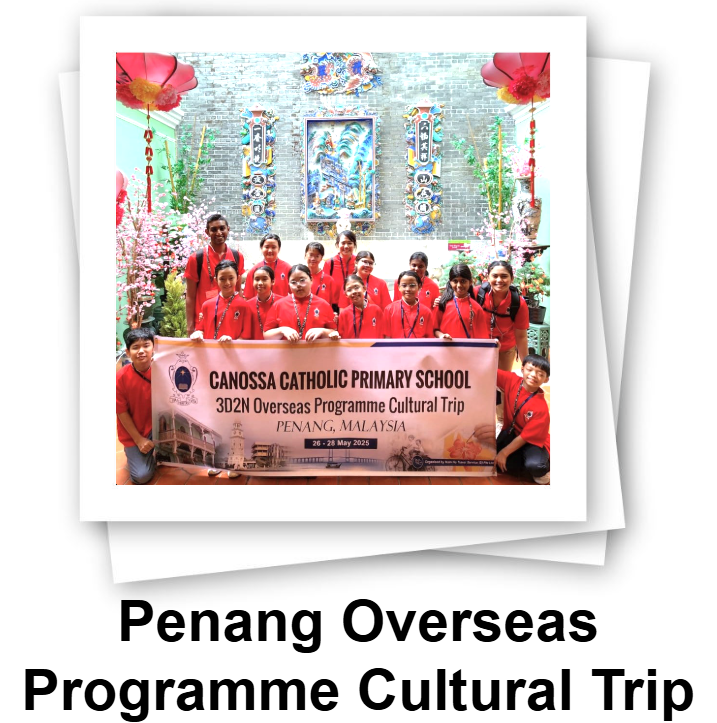 CANOSSA CATHOLIC PRIMARY SCHOOL
3D2N Overseas Programme Cultural Trip
PENANG, MALAYSIA
26 - 28 May 2025
Penang Overseas
Programme Cultural Trip